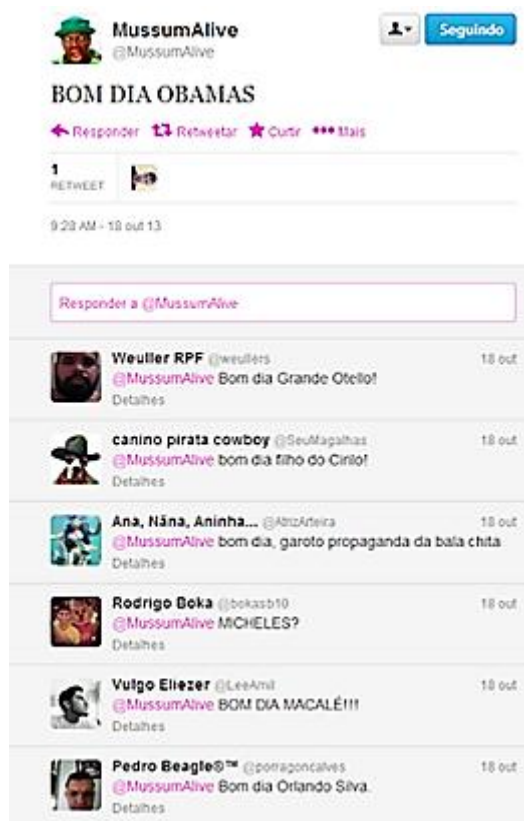 MussumAlive
@MussumAlive
Seguindo
BOM DIA OBAMAS
Responder Retweetar Curtir Mais
1
RETWEET
9:28 AM - 18 out 13
Responder a @MussumAlive
Weuller RPF @weullers 18 out
@MussumAlive Bom dia Grande Otello!
Detalhes
canino pirata cowboy @SeuMagalhas 18 out
@MussumAlive bom dia filho do Cirilo!
Detalhes
Ana, Nãna, Aninha... @AtrizArteira 18 out
@MussumAlive bom dia, garoto propaganda da bala chita
Detalhes
Rodrigo Boka @bokasb10 18 out
@MussumAlive MICHELES?
Detalhes
Vulgo Eliezer @LeeAmil 18 out
@MussumAlive BOM DIA MACALÉ!!!
Detalhes
Pedro Beagle®™ @porragoncalves 18 out
@MussumAlive Bom dia Orlando Silva.
Detalhes